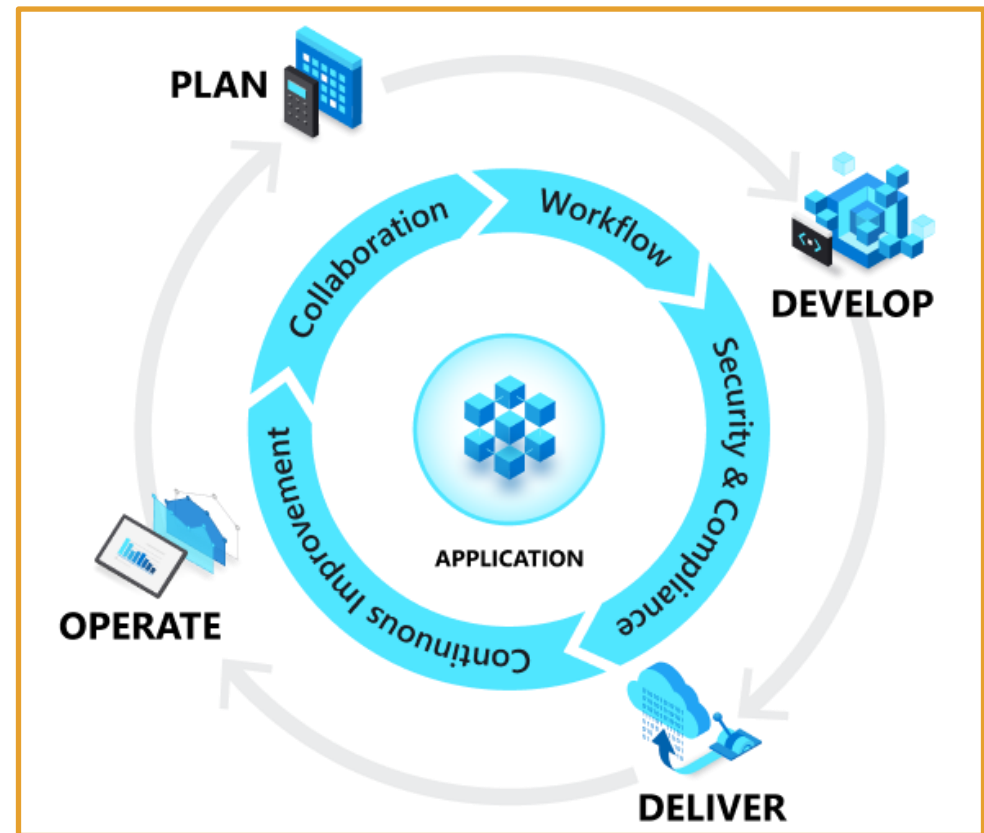 PLAN
DEVELOP
DELIVER
OPERATE
Collaboration
Workflow
Security & Compliance
Continuous Improvement
APPLICATION